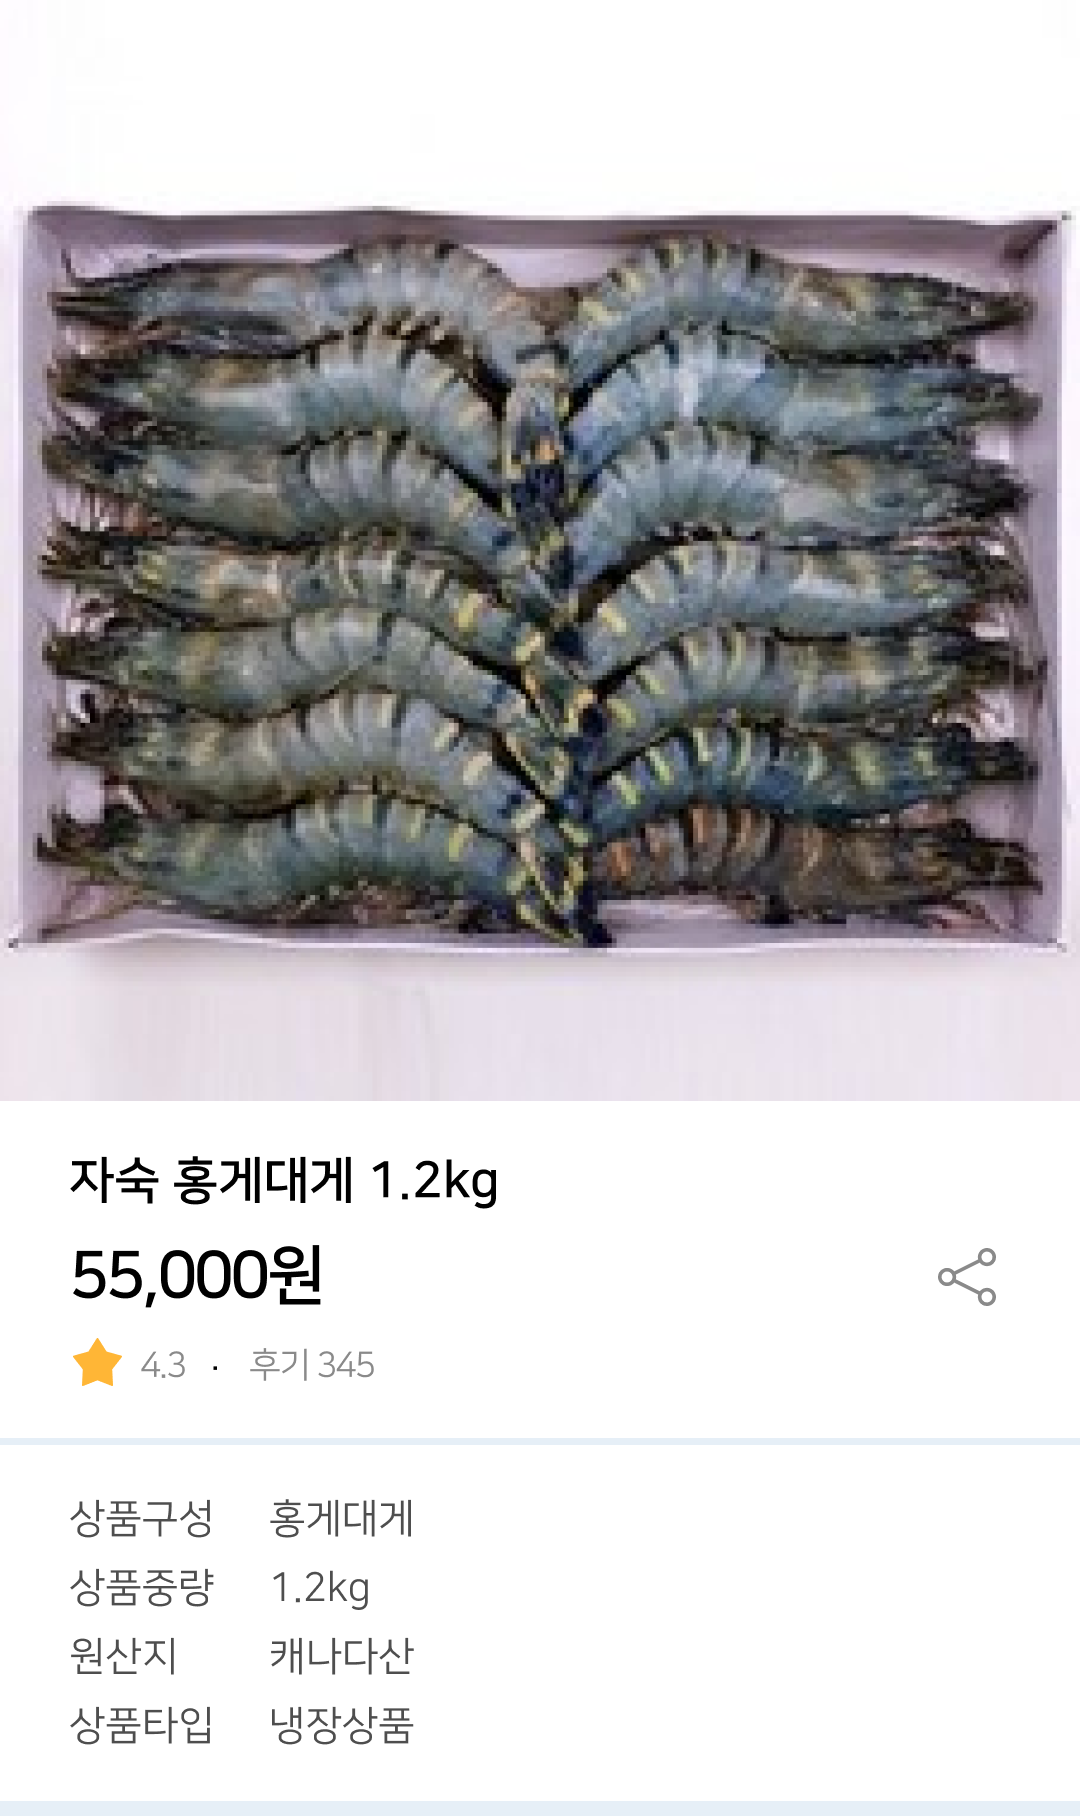 자숙 홍게대게 1.2kg
55,000원
4.3 · 후기 345
상품구성 홍게대게
상품중량 1.2kg
원산지 캐나다산
상품타입 냉장상품